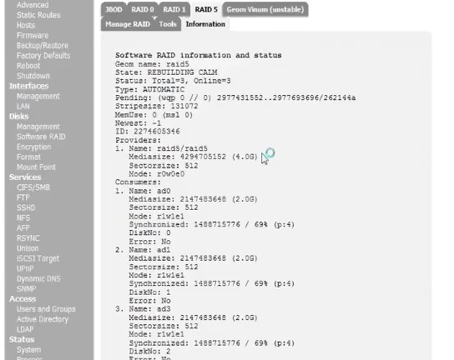 Advanced
Static Routes
Hosts
Firmware
Backup/Restore
Factory Defaults
Reboot
Shutdown
Interfaces
Management
LAN
Disks
Management
Software RAID
Encryption
Format
Mount Point
Services
CIFS/SMB
FTP
SSHD
NFS
AFP
RSYNC
Unison
iSCSI Target
UPnP
Dynamic DNS
SNMP
Access
Users and Groups
Active Directory
LDAP
Status
System
Process
JBOD RAID 0 RAID 1 RAID 5 Geom Vinum (unstable)
Manage RAID Tools Information
Software RAID information and status
Geom name: raid5
State: REBUILDING CALM
Status: Total=3, Online=3
Type: AUTOMATIC
Pending: (wqp 0 // 0) 2977431552..2977693696/262144a
Stripesize: 131072
MemUse: 0 (msl 0)
Newest: -1
ID: 2274605346
Providers:
1. Name: raid5/raid5
Mediasize: 4294705152 (4.0G)
Sectorsize: 512
Mode: r0w0e0
Consumers:
1. Name: ad0
Mediasize: 2147483648 (2.0G)
Sectorsize: 512
Mode: r1w1e1
Synchronizing: 1488715776 / 69% (p:4)
DiskNo: 0
Error: No
2. Name: ad1
Mediasize: 2147483648 (2.0G)
Sectorsize: 512
Mode: r1w1e1
Synchronizing: 1488715776 / 69% (p:4)
DiskNo: 1
Error: No
3. Name: ad3
Mediasize: 2147483648 (2.0G)
Sectorsize: 512
Mode: r1w1e1
Synchronizing: 1488715776 / 69% (p:4)
DiskNo: 2
Error: No